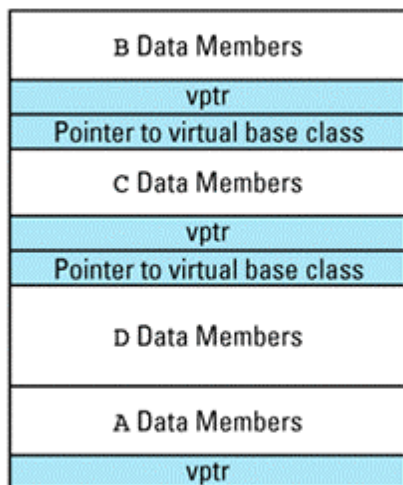 B Data Members
vptr
Pointer to virtual base class
C Data Members
vptr
Pointer to virtual base class
D Data Members
A Data Members
vptr